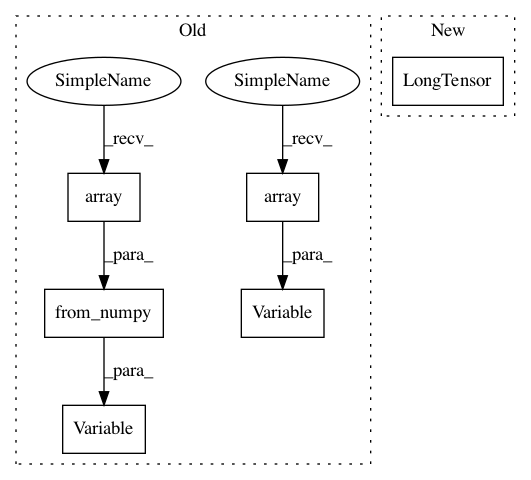 Old
New
SimpleName
SimpleName
LongTensor
_recv_
_recv_
array
array
_para_
_para_
from_numpy
Variable
_para_
Variable